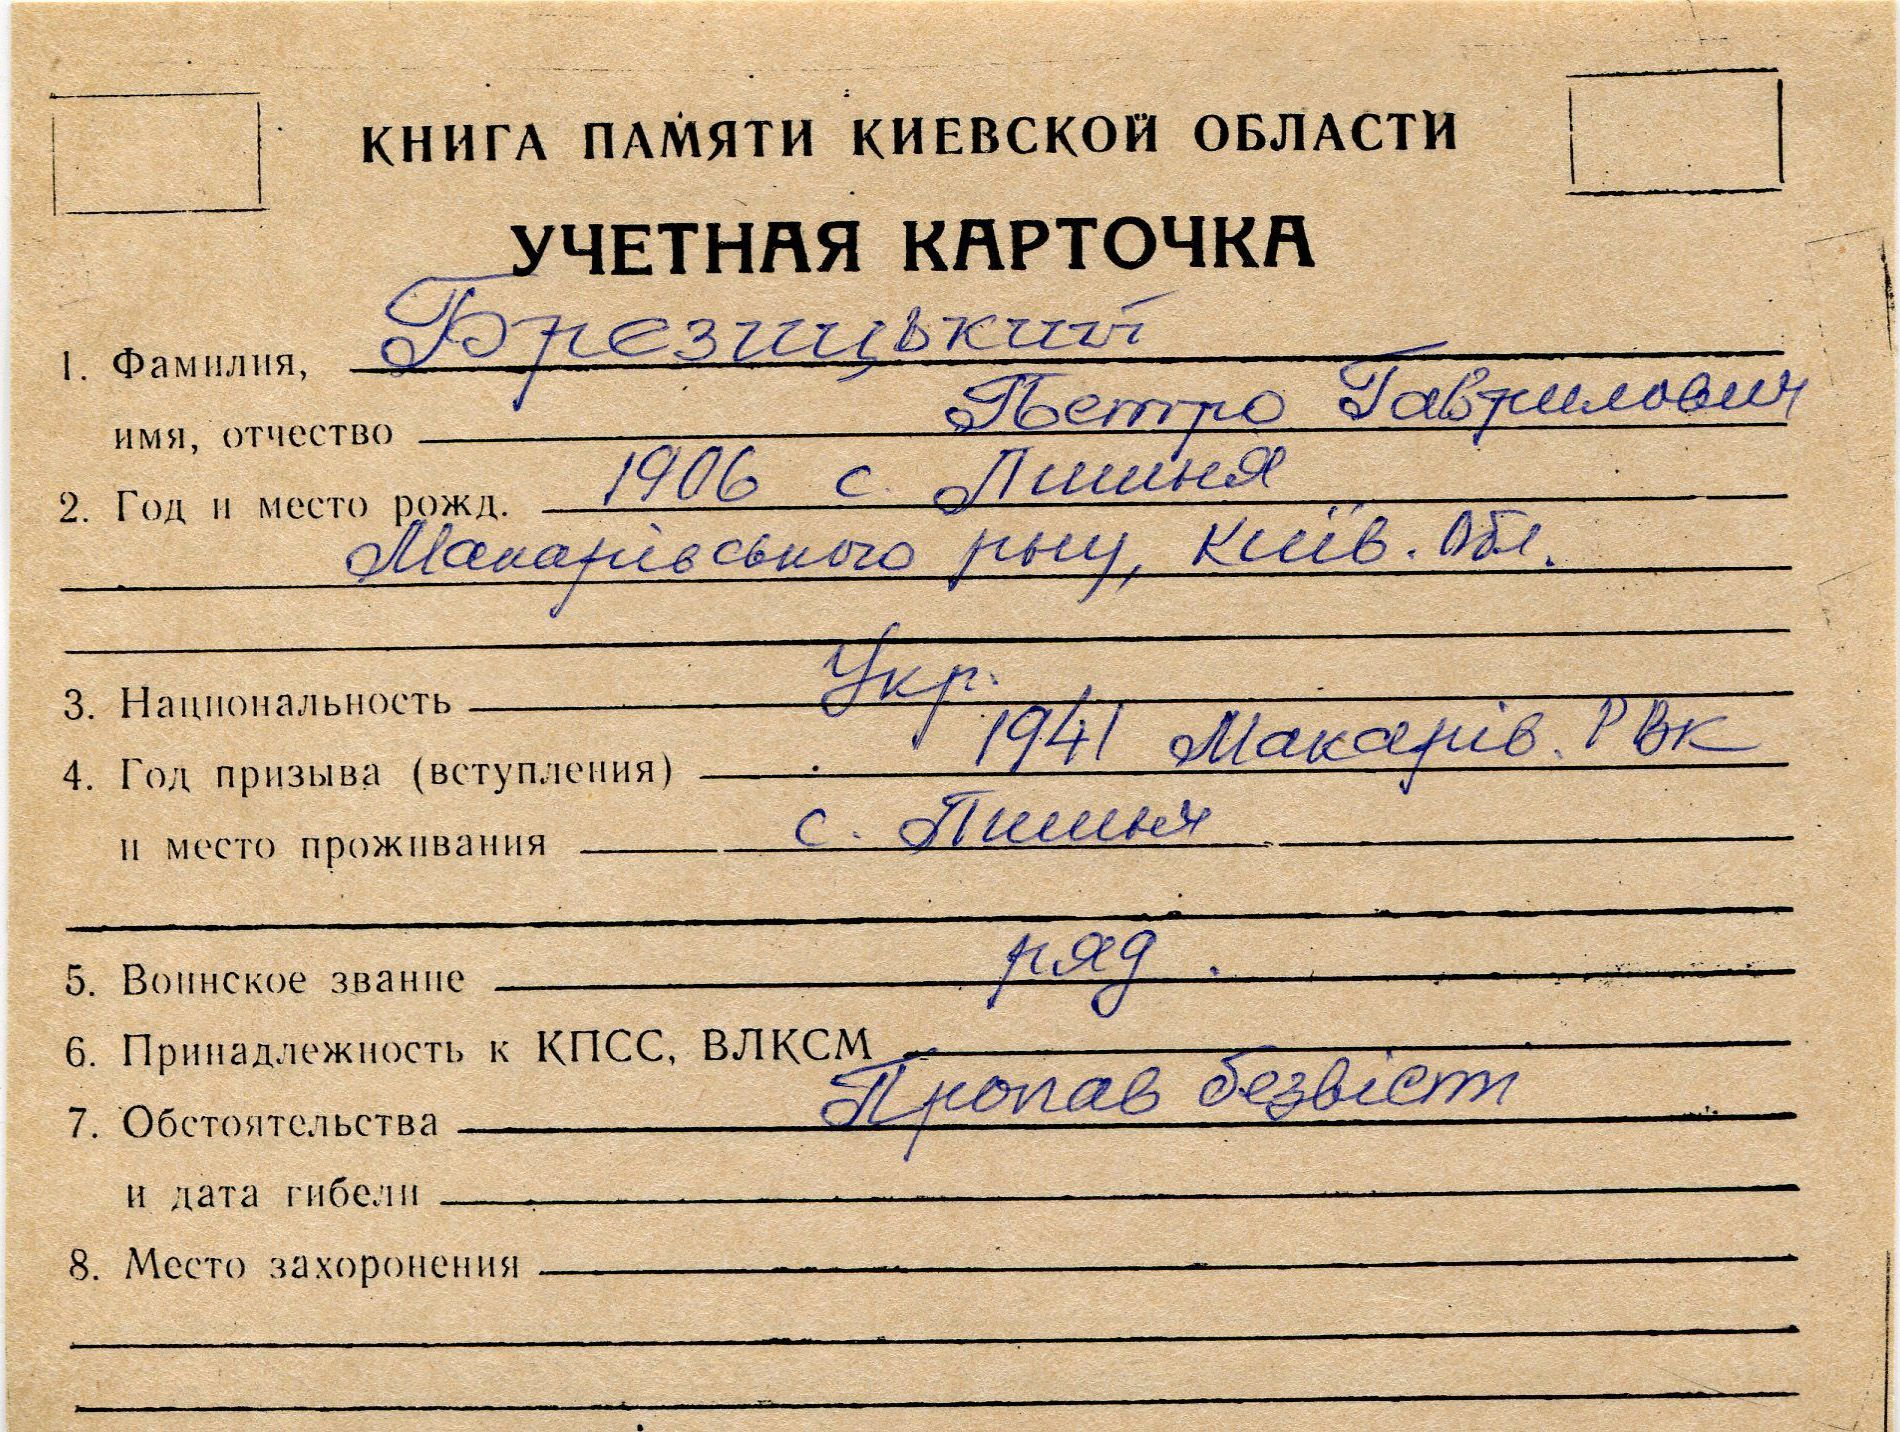 КНИГА ПАМЯТИ КИЕВСКОЙ ОБЛАСТИ
УЧЕТНАЯ КАРТОЧКА
1. Фамилия, Брезицький
имя, отчество Петро Гаврилович
2. Год и место рожд. 1906 с. Лишня
Макарівського р-ну, Київ. обл.
3. Национальность Укр.
4. Год призыва (вступления) 1941 Макарів. РВК
и место проживания с. Лишня
5. Воинское звание ряд.
6. Принадлежность к КПСС, ВЛКСМ
7. Обстоятельства Пропав безвісти
и дата гибели
8. Место захоронения